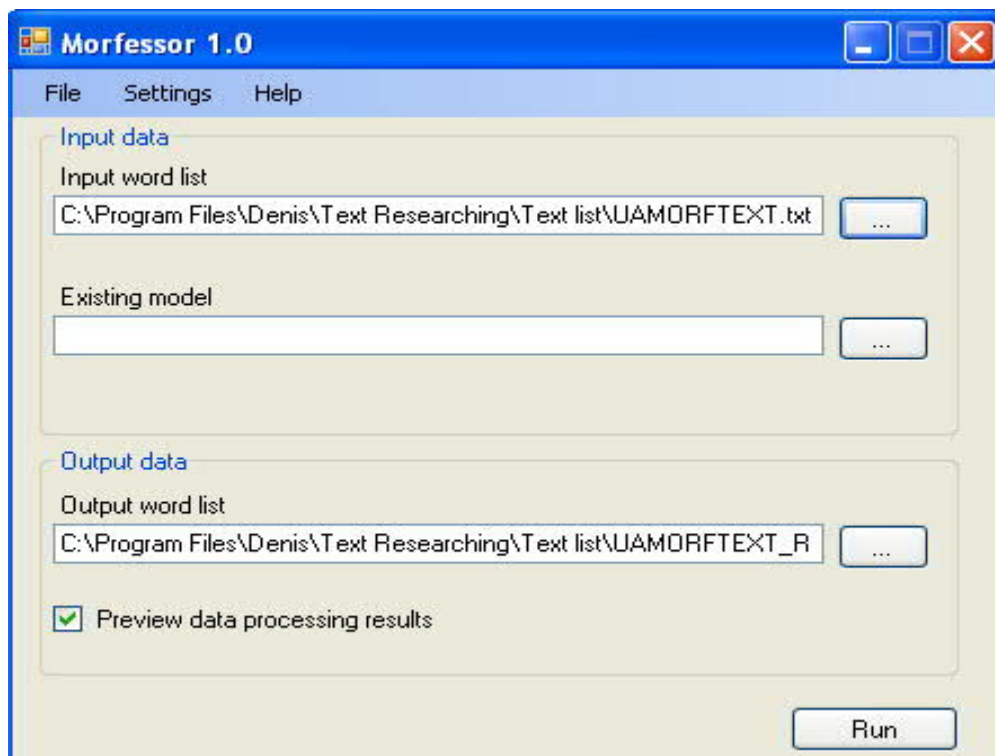 Morfessor 1.0
File Settings Help
Input data
Input word list
C:\Program Files\Denis\Text Researching\Text list\UAMORFTEXT.txt
...
Existing model
...
Output data
Output word list
C:\Program Files\Denis\Text Researching\Text list\UAMORFTEXT_R
...
Preview data processing results
Run